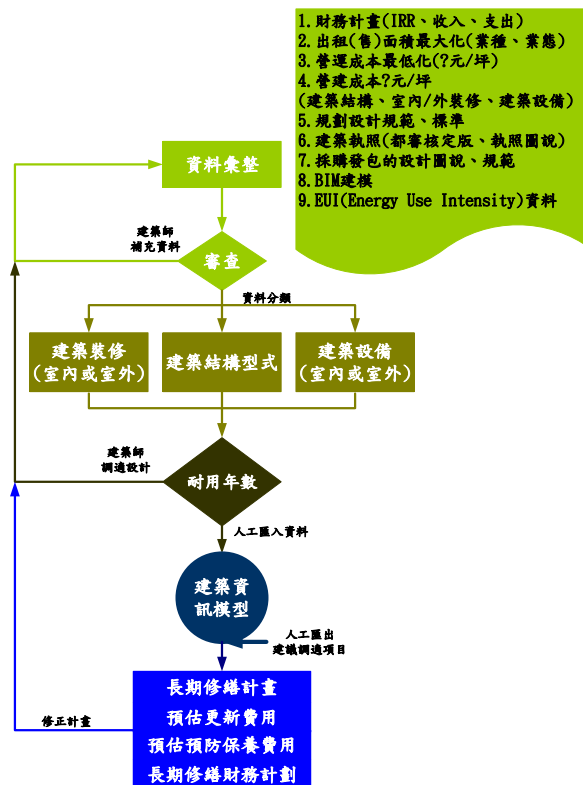 1. 財務計畫(IRR、收入、支出)
2. 出租(售)面積最大化(業種、業態)
3. 營運成本最低化(?元/坪)
4. 營建成本?元/坪
(建築結構、室內/外裝修、建築設備)
5. 規劃設計規範、標準
6. 建築執照(都審核定版、執照圖說)
7. 採購發包的設計圖說、規範
8. BIM建模
9. EUI(Energy Use Intensity)資料
資料彙整
建築師
補充資料
審查
資料分類
建築裝修
(室內或室外)
建築結構型式
建築設備
(室內或室外)
建築師
調適設計
耐用年數
人工匯入資料
建築資
訊模型
人工匯出
建議調適項目
長期修繕計畫
預估更新費用
預估預防保養費用
長期修繕財務計劃
修正計畫